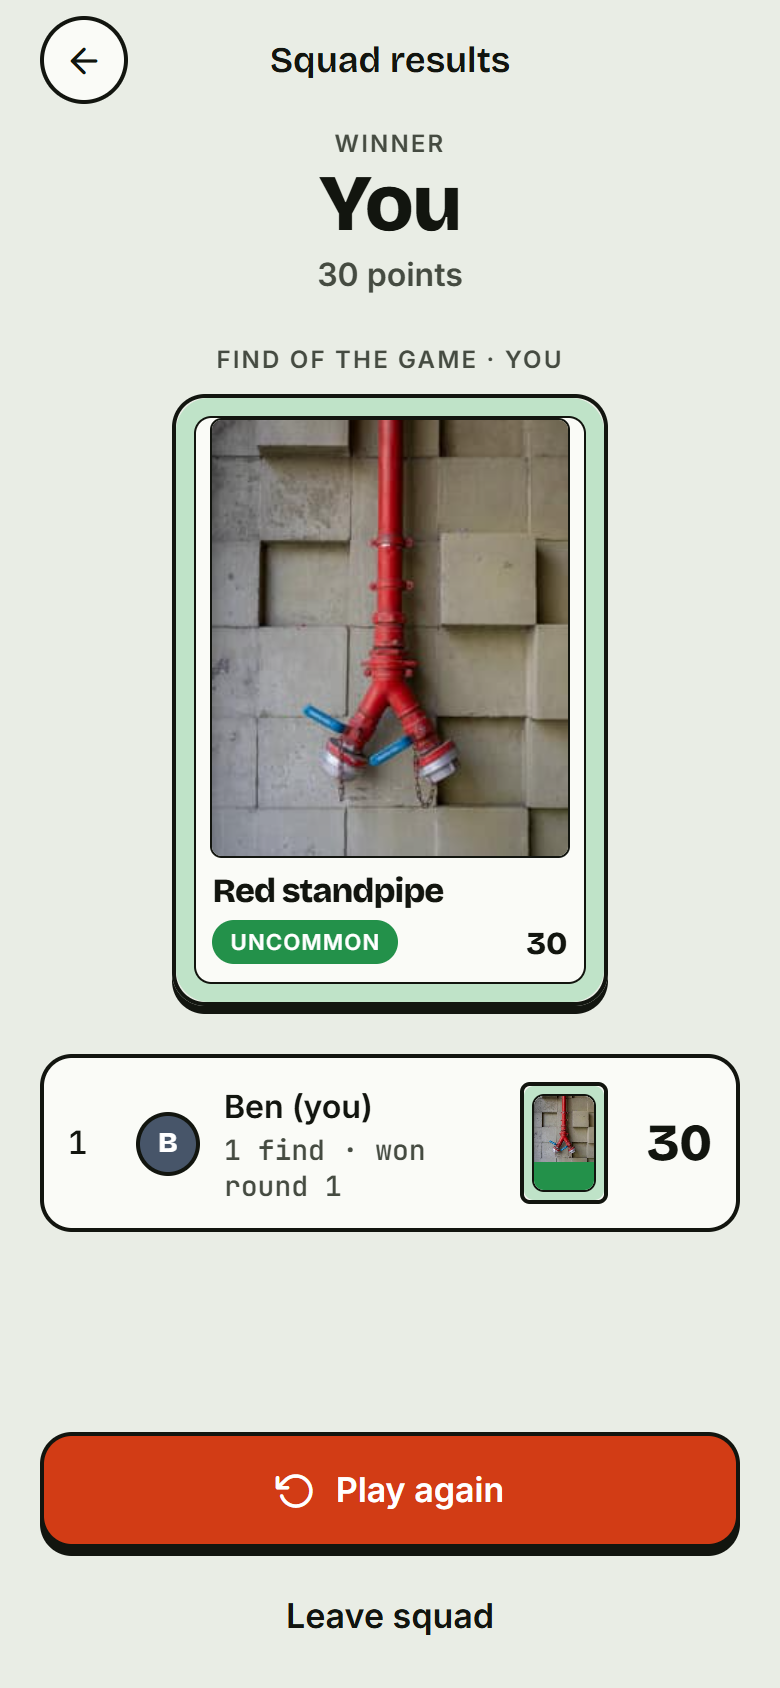 Squad results
WINNER
You
30 points
FIND OF THE GAME · YOU
Red standpipe
UNCOMMON
30
1
B
Ben (you)
1 find · won
round 1
30
Play again
Leave squad